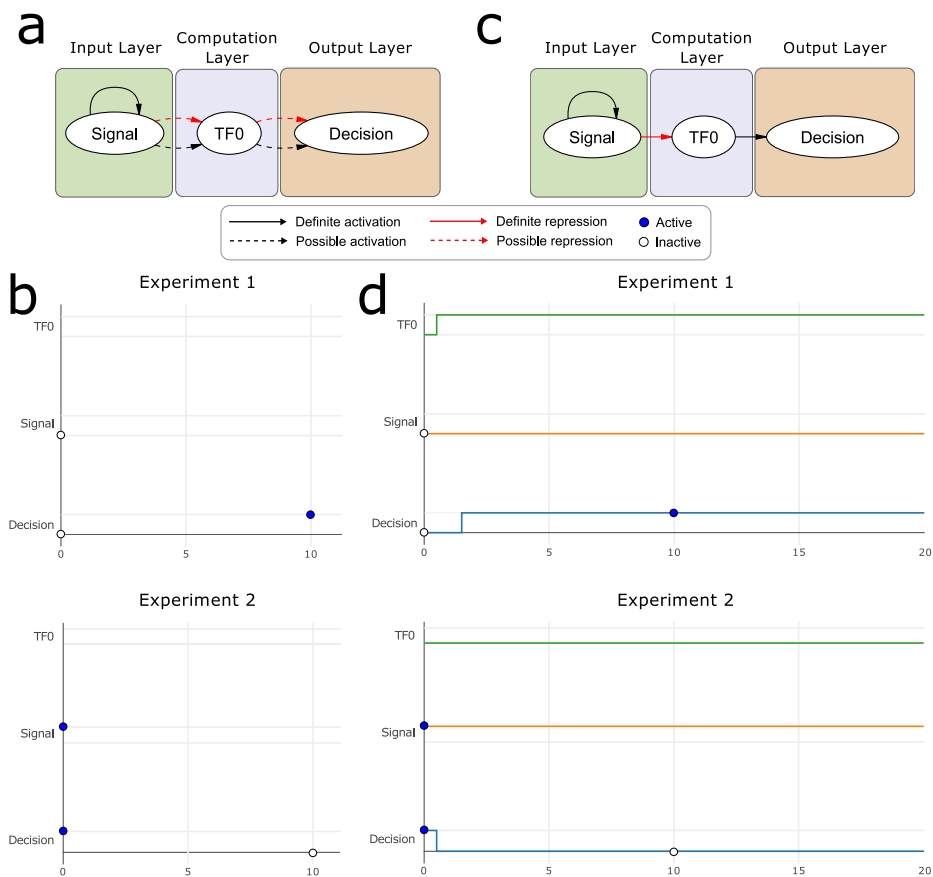 a
Input Layer
Computation
Layer
Output Layer
Signal
TF0
Decision
c
Input Layer
Computation
Layer
Output Layer
Signal
TF0
Decision
Definite activation
Definite repression
Active
Possible activation
Possible repression
Inactive
b
Experiment 1
TF0
Signal
Decision
0
5
10
d
Experiment 1
TF0
Signal
Decision
0
5
10
15
20
Experiment 2
TF0
Signal
Decision
0
5
10
Experiment 2
TF0
Signal
Decision
0
5
10
15
20